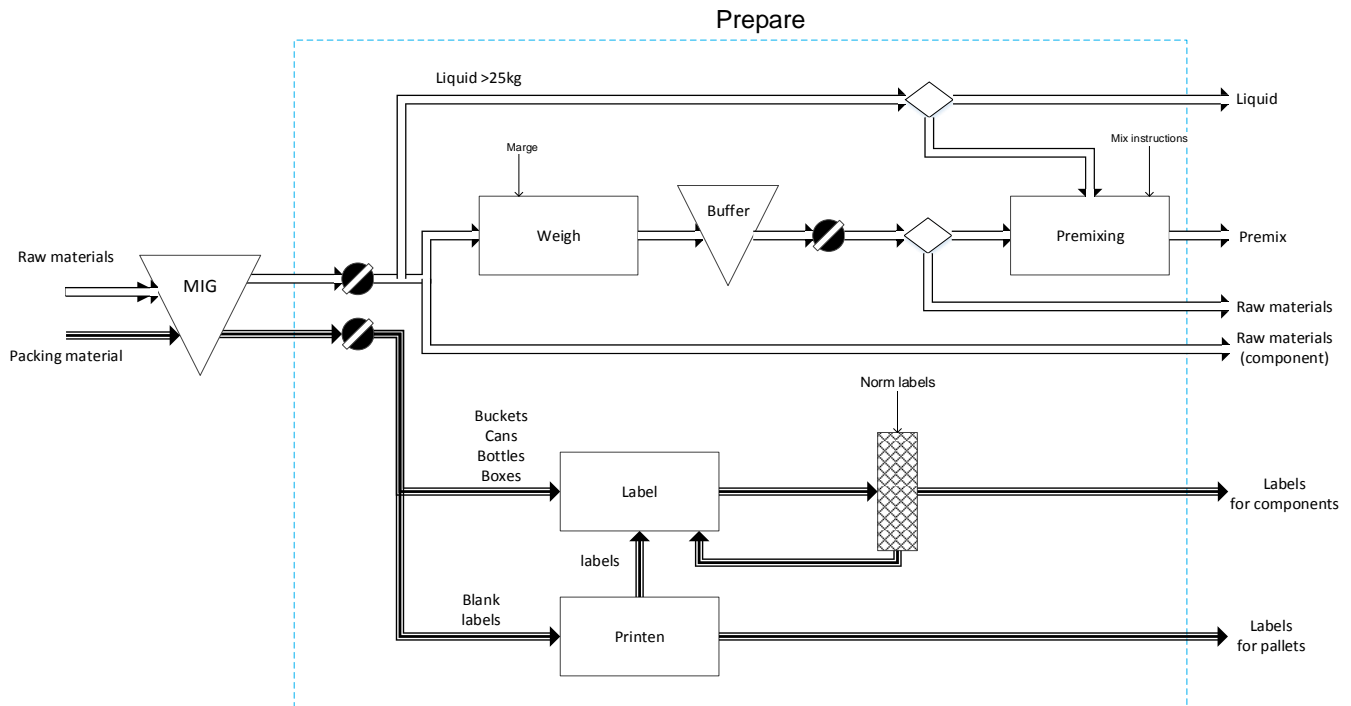 Prepare
Liquid >25kg
Liquid
Marge
Mix instructions
Buffer
Weigh
Premixing
Premix
Raw materials
MIG
Raw materials
Packing material
Raw materials
(component)
Norm labels
Buckets
Cans
Bottles
Boxes
Label
Labels
for components
labels
Blank
labels
Printen
Labels
for pallets